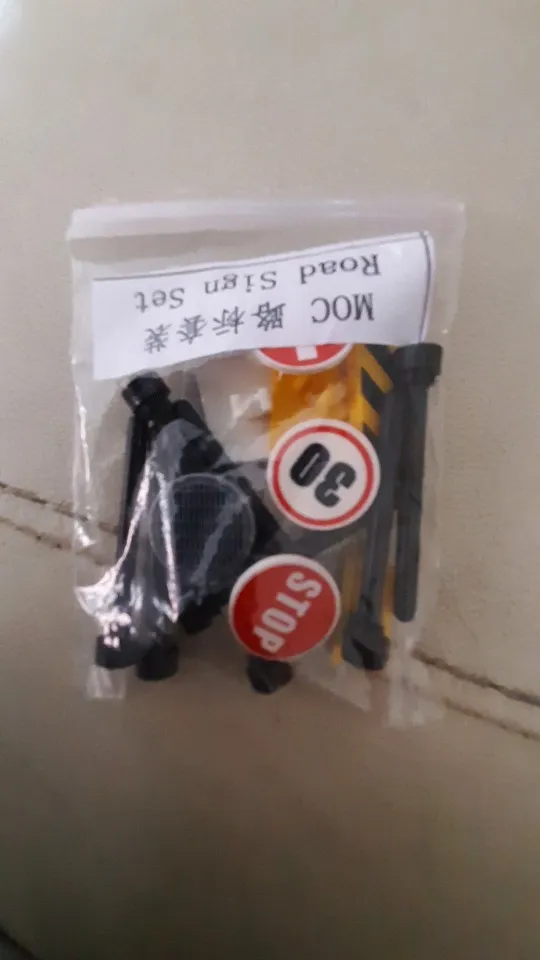 MOC 路标套装
Road Sign Set
30
STOP